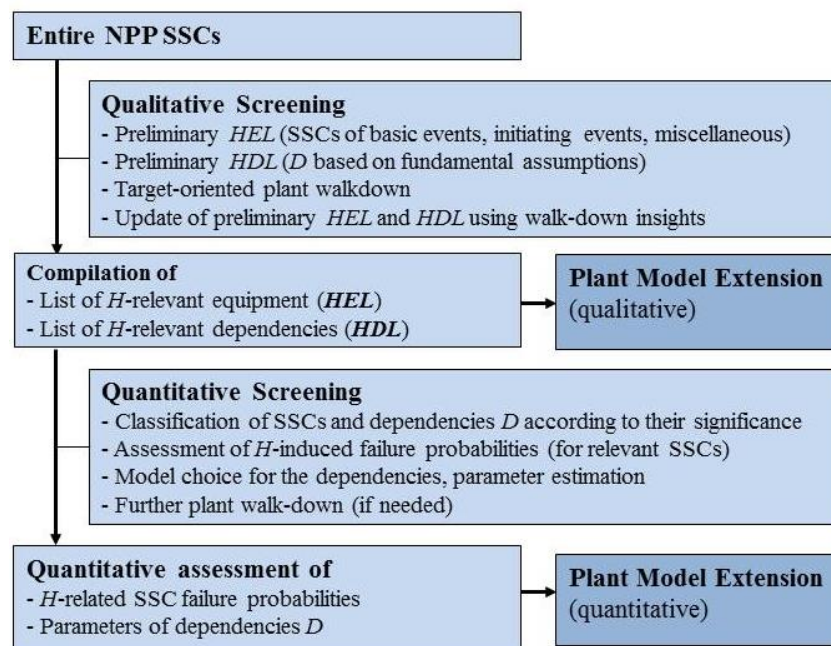 Entire NPP SSCs
Qualitative Screening
- Preliminary HEL (SSCs of basic events, initiating events, miscellaneous)
- Preliminary HDL (D based on fundamental assumptions)
- Target-oriented plant walkdown
- Update of preliminary HEL and HDL using walk-down insights
Compilation of
- List of H-relevant equipment (HEL)
- List of H-relevant dependencies (HDL)
Plant Model Extension
(qualitative)
Quantitative Screening
- Classification of SSCs and dependencies D according to their significance
- Assessment of H-induced failure probabilities (for relevant SSCs)
- Model choice for the dependencies, parameter estimation
- Further plant walk-down (if needed)
Quantitative assessment of
- H-related SSC failure probabilities
- Parameters of dependencies D
Plant Model Extension
(quantitative)